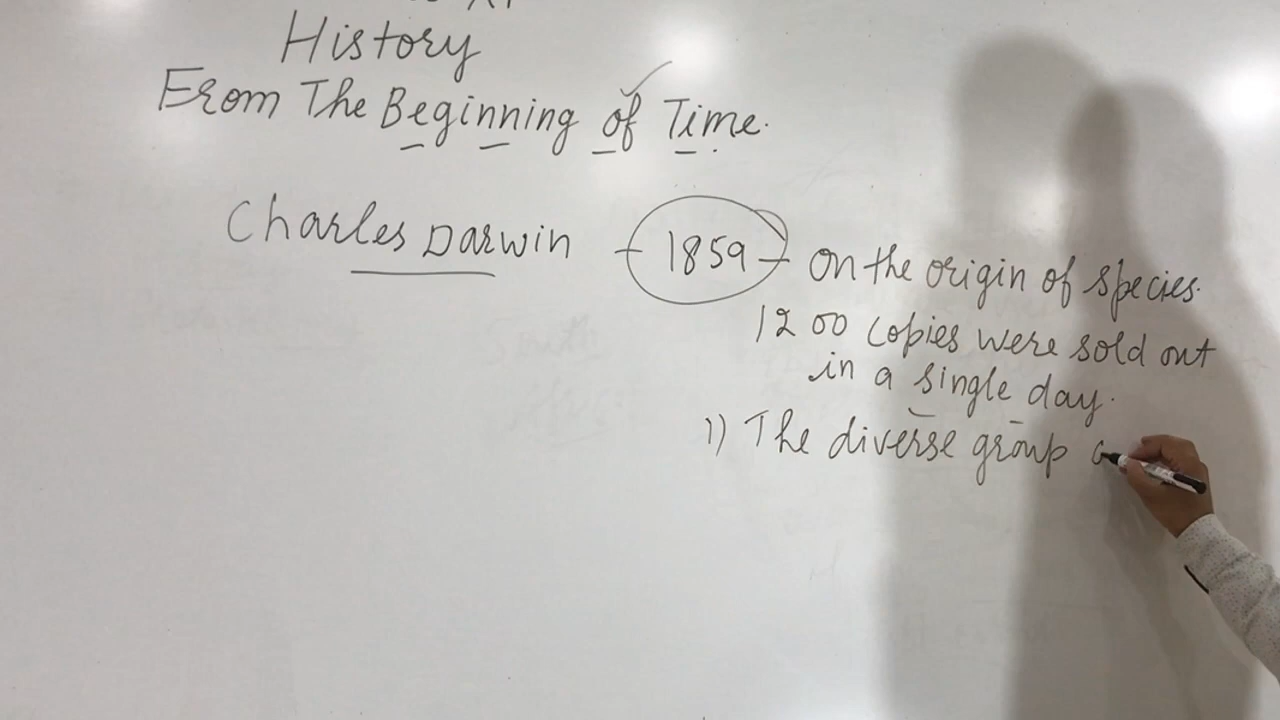 History
From The Beginning of Time.
Charles Darwin - 1859 - on the origin of species.
1200 copies were sold out
in a single day.
1) The diverse group